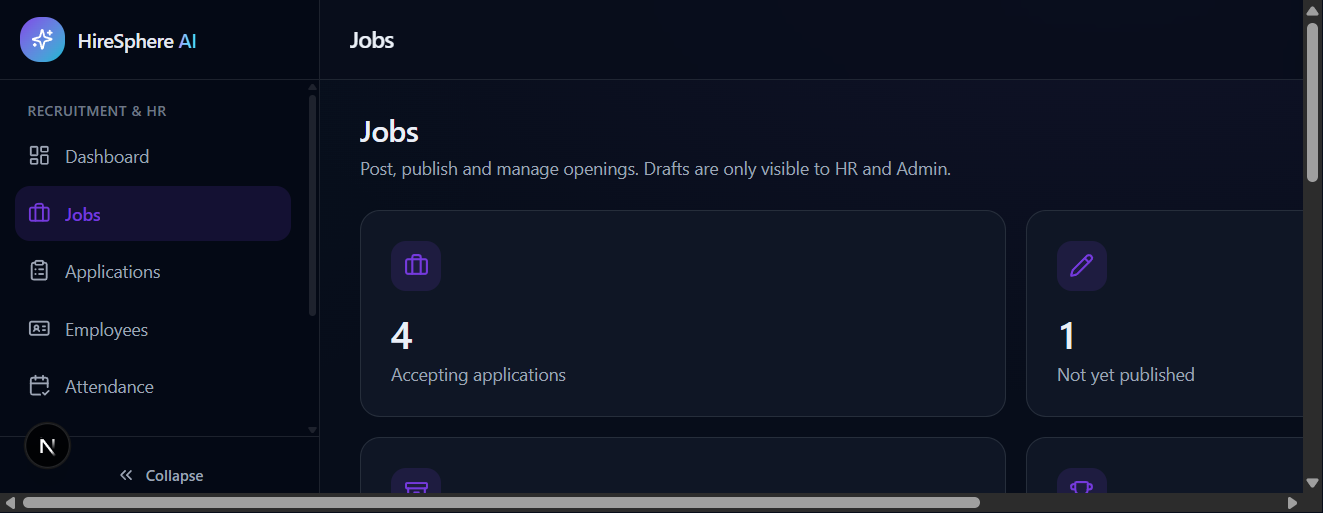 HireSphere AI
Jobs
RECRUITMENT & HR
Dashboard
Jobs
Applications
Employees
Attendance
N
Collapse
Jobs
Post, publish and manage openings. Drafts are only visible to HR and Admin.
4
Accepting applications
1
Not yet published